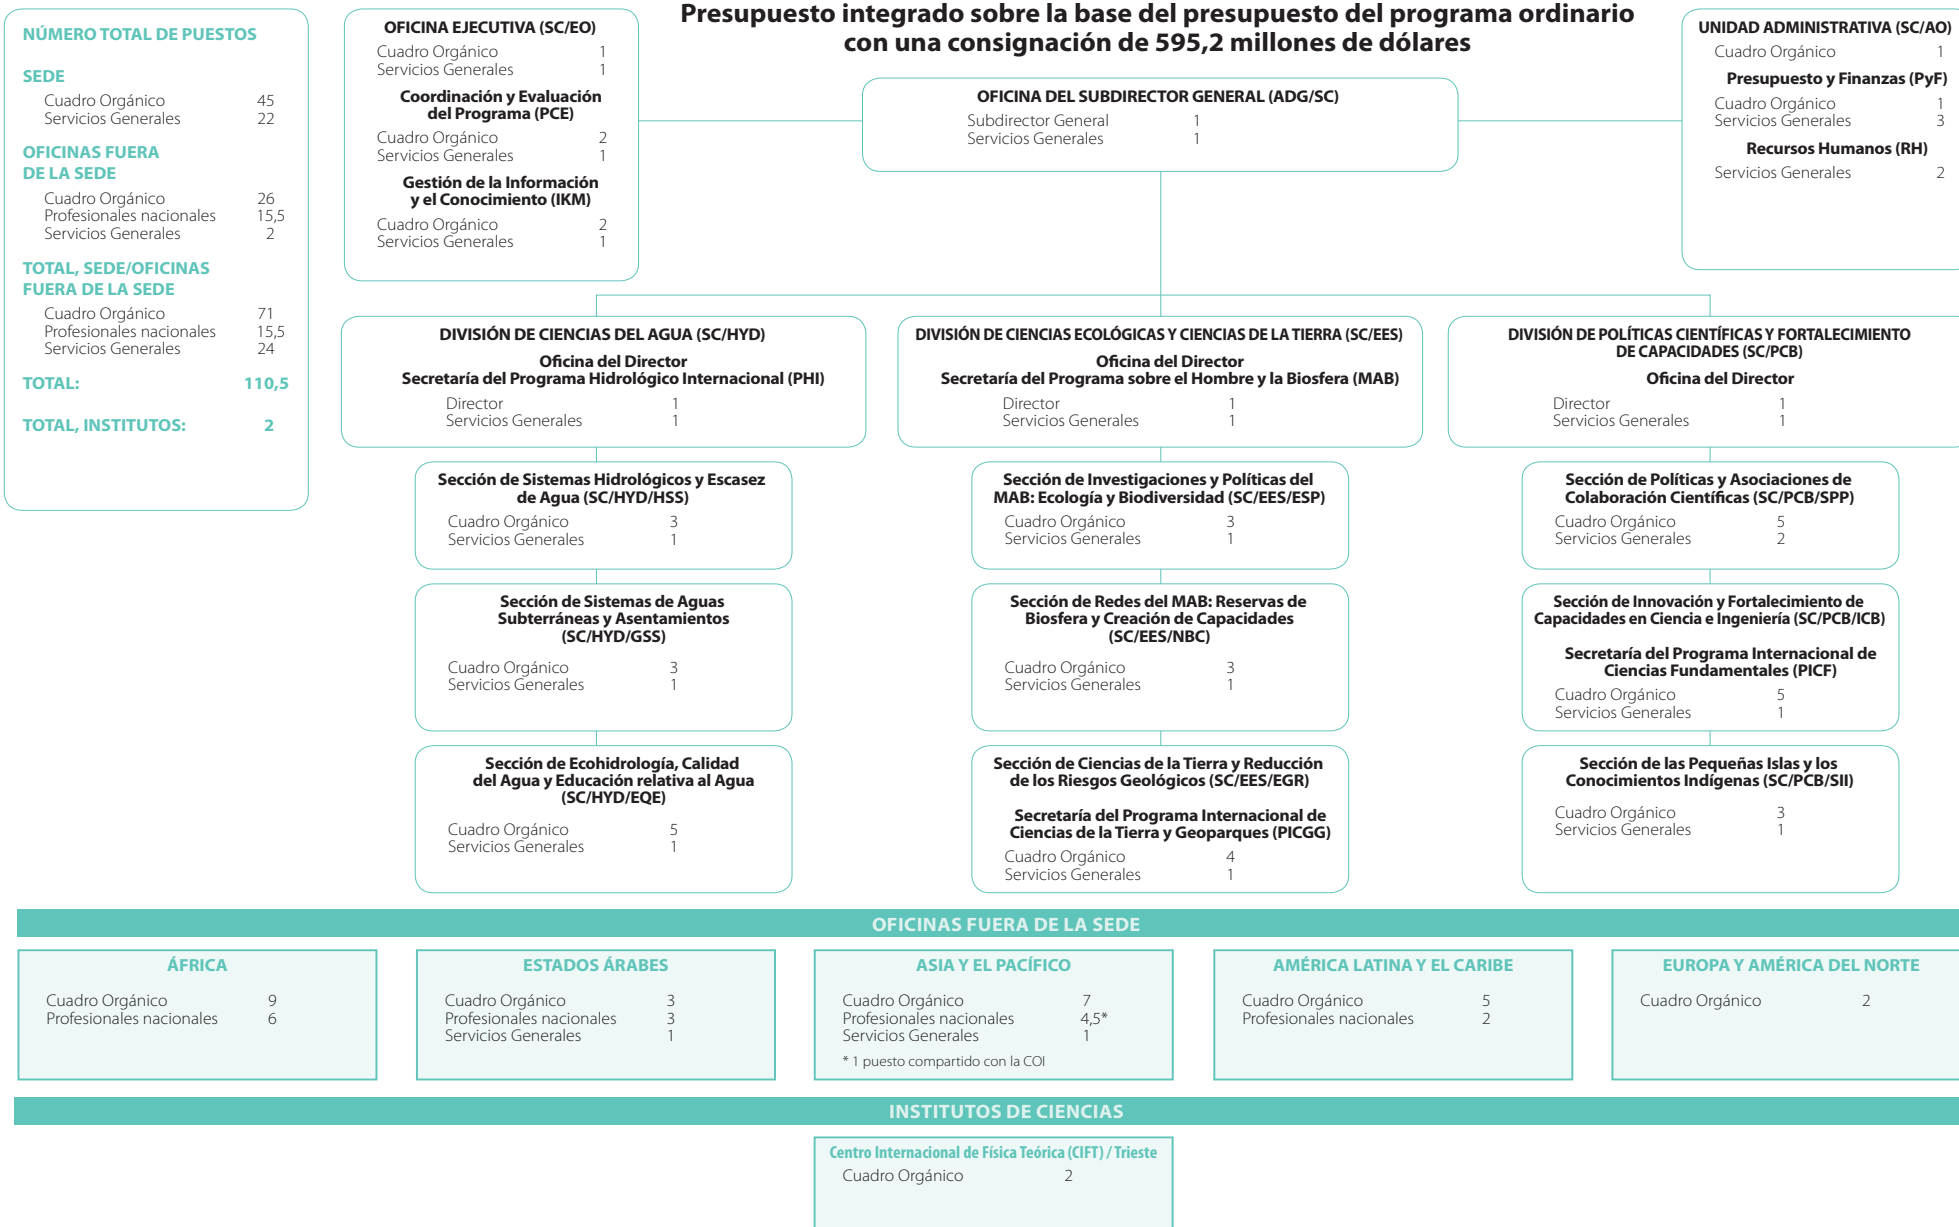 Presupuesto integrado sobre la base del presupuesto del programa ordinario
con una consignación de 595,2 millones de dólares
NÚMERO TOTAL DE PUESTOS
SEDE
Cuadro Orgánico 45
Servicios Generales 22
OFICINAS FUERA
DE LA SEDE
Cuadro Orgánico 26
Profesionales nacionales 15,5
Servicios Generales 2
TOTAL, SEDE/OFICINAS
FUERA DE LA SEDE
Cuadro Orgánico 71
Profesionales nacionales 15,5
Servicios Generales 24
TOTAL: 110,5
TOTAL, INSTITUTOS: 2
OFICINA EJECUTIVA (SC/EO)
Cuadro Orgánico 1
Servicios Generales 1
Coordinación y Evaluación
del Programa (PCE)
Cuadro Orgánico 2
Servicios Generales 1
Gestión de la Información
y el Conocimiento (IKM)
Cuadro Orgánico 2
Servicios Generales 1
OFICINA DEL SUBDIRECTOR GENERAL (ADG/SC)
Subdirector General 1
Servicios Generales 1
UNIDAD ADMINISTRATIVA (SC/AO)
Cuadro Orgánico 1
Presupuesto y Finanzas (PyF)
Cuadro Orgánico 1
Servicios Generales 3
Recursos Humanos (RH)
Servicios Generales 2
DIVISIÓN DE CIENCIAS DEL AGUA (SC/HYD)
Oficina del Director
Secretaría del Programa Hidrológico Internacional (PHI)
Director 1
Servicios Generales 1
Sección de Sistemas Hidrológicos y Escasez
de Agua (SC/HYD/HSS)
Cuadro Orgánico 3
Servicios Generales 1
Sección de Sistemas de Aguas
Subterráneas y Asentamientos
(SC/HYD/GSS)
Cuadro Orgánico 3
Servicios Generales 1
Sección de Ecohidrología, Calidad
del Agua y Educación relativa al Agua
(SC/HYD/EQE)
Cuadro Orgánico 5
Servicios Generales 1
DIVISIÓN DE CIENCIAS ECOLÓGICAS Y CIENCIAS DE LA TIERRA (SC/EES)
Oficina del Director
Secretaría del Programa sobre el Hombre y la Biosfera (MAB)
Director 1
Servicios Generales 1
Sección de Investigaciones y Políticas del
MAB: Ecología y Biodiversidad (SC/EES/ESP)
Cuadro Orgánico 3
Servicios Generales 1
Sección de Redes del MAB: Reservas de
Biosfera y Creación de Capacidades
(SC/EES/NBC)
Cuadro Orgánico 3
Servicios Generales 1
Sección de Ciencias de la Tierra y Reducción
de los Riesgos Geológicos (SC/EES/EGR)
Secretaría del Programa Internacional de
Ciencias de la Tierra y Geoparques (PICGG)
Cuadro Orgánico 4
Servicios Generales 1
DIVISIÓN DE POLÍTICAS CIENTÍFICAS Y FORTALECIMIENTO
DE CAPACIDADES (SC/PCB)
Oficina del Director
Director 1
Servicios Generales 1
Sección de Políticas y Asociaciones de
Colaboración Científicas (SC/PCB/SPP)
Cuadro Orgánico 5
Servicios Generales 2
Sección de Innovación y Fortalecimiento de
Capacidades en Ciencia e Ingeniería (SC/PCB/ICB)
Secretaría del Programa Internacional de
Ciencias Fundamentales (PICF)
Cuadro Orgánico 5
Servicios Generales 1
Sección de las Pequeñas Islas y los
Conocimientos Indígenas (SC/PCB/SII)
Cuadro Orgánico 3
Servicios Generales 1
OFICINAS FUERA DE LA SEDE
ÁFRICA
Cuadro Orgánico 9
Profesionales nacionales 6
ESTADOS ÁRABES
Cuadro Orgánico 3
Profesionales nacionales 3
Servicios Generales 1
ASIA Y EL PACÍFICO
Cuadro Orgánico 7
Profesionales nacionales 4,5*
Servicios Generales 1
* 1 puesto compartido con la COI
AMÉRICA LATINA Y EL CARIBE
Cuadro Orgánico 5
Profesionales nacionales 2
EUROPA Y AMÉRICA DEL NORTE
Cuadro Orgánico 2
INSTITUTOS DE CIENCIAS
Centro Internacional de Física Teórica (CIFT) / Trieste
Cuadro Orgánico 2